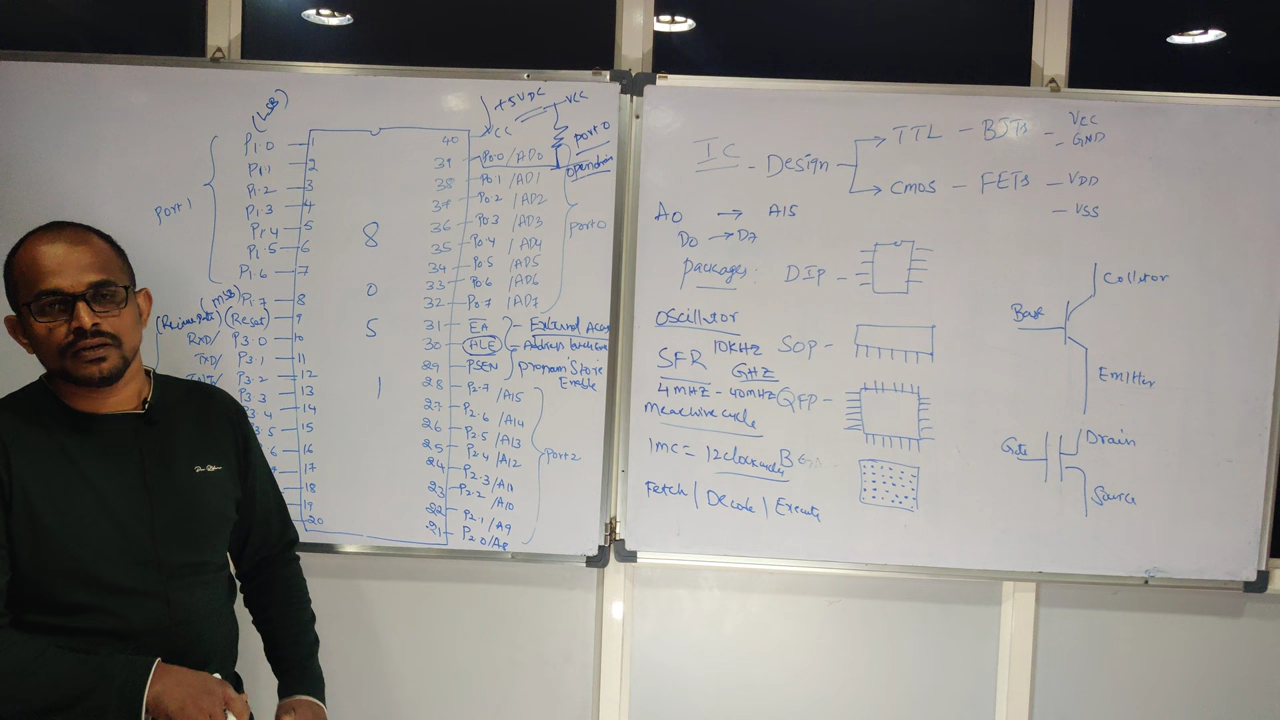 (LSB)
P1.0
P1.1
P1.2
P1.3
P1.4
P1.5
P1.6
P1.7 (MSB)
Port 1
(Reset)
RXD/ P3.0
TXD/ P3.1
P3.2
P3.3
1
2
3
4
5
6
7
8
9
10
11
12
13
14
15
16
17
18
19
20
8
0
5
1
+5VDC
VCC
VCC
Port 0
opendrain
40
39 P0.0/AD0
38 P0.1/AD1
37 P0.2/AD2
36 P0.3/AD3
35 P0.4/AD4
34 P0.5/AD5
33 P0.6/AD6
32 P0.7/AD7
Port 0
31 EA - External Acces
30 ALE - Address Latch Ena
29 PSEN Program Store
Enable
28 P2.7/A15
27 P2.6/A14
26 P2.5/A13
25 P2.4/A12
24 P2.3/A11
23 P2.2/A10
22 P2.1/A9
21 P2.0/A8
Port 2
IC - Design
TTL - BJTs - VCC
- GND
CMOS - FETs - VDD
- VSS
A0 → A15
D0 → D7
Packages: DIP -
Oscillator
10KHZ SOP -
SFR GHZ
4MHZ - 40MHZ QFP -
Meachine cycle
1MC = 12clockcycles
Fetch | Decode | Execute
Collector
Base
Emitter
Gate
Drain
Source